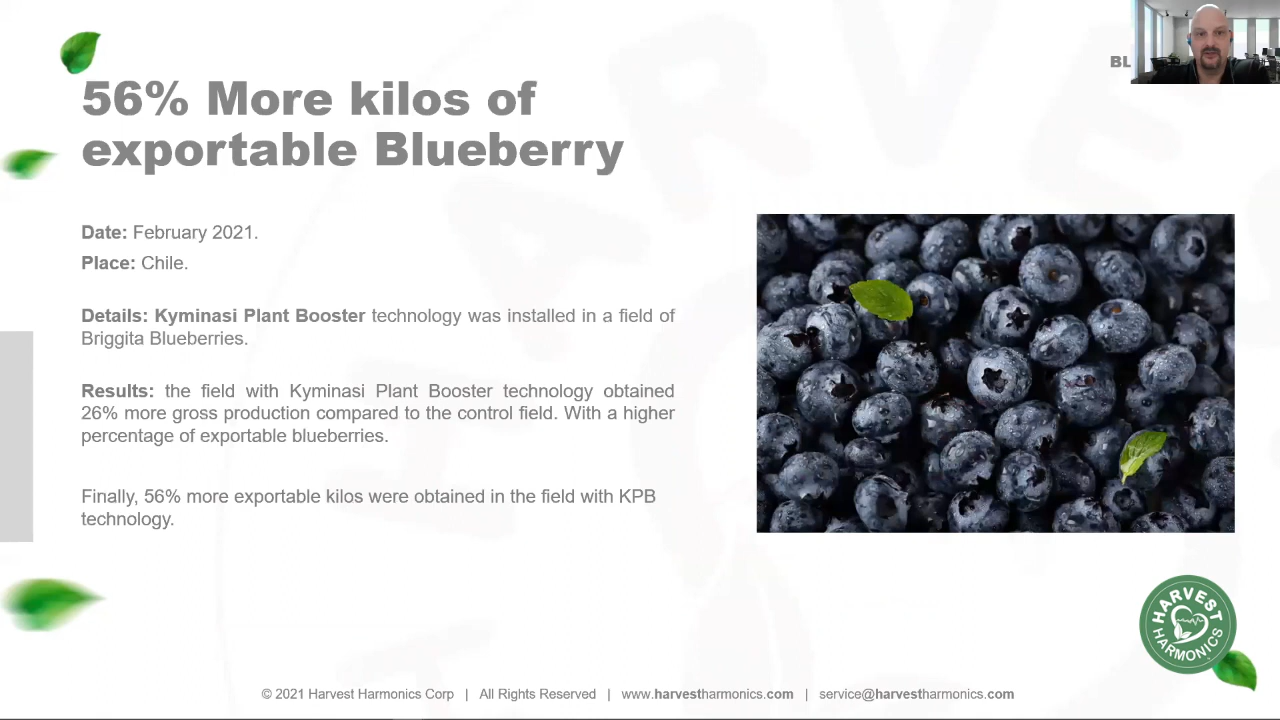 56% More kilos of
exportable Blueberry
BL
Date: February 2021.
Place: Chile.
Details: Kyminasi Plant Booster technology was installed in a field of
Briggita Blueberries.
Results: the field with Kyminasi Plant Booster technology obtained
26% more gross production compared to the control field. With a higher
percentage of exportable blueberries.
Finally, 56% more exportable kilos were obtained in the field with KPB
technology.
HARVEST
HARMONICS
© 2021 Harvest Harmonics Corp | All Rights Reserved | www.harvestharmonics.com | service@harvestharmonics.com